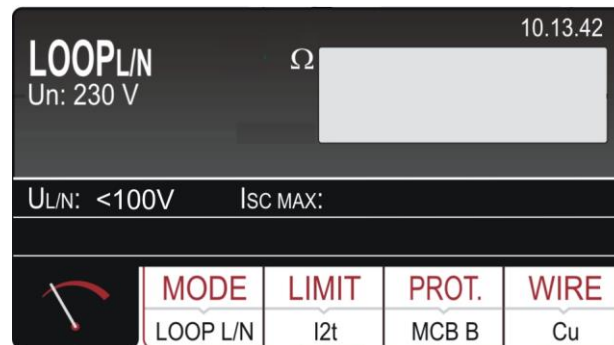 10.13.42
LOOPL/N Ω
Un: 230 V
UL/N: <100V ISC MAX:
MODE LIMIT PROT. WIRE
LOOP L/N I2t MCB B Cu